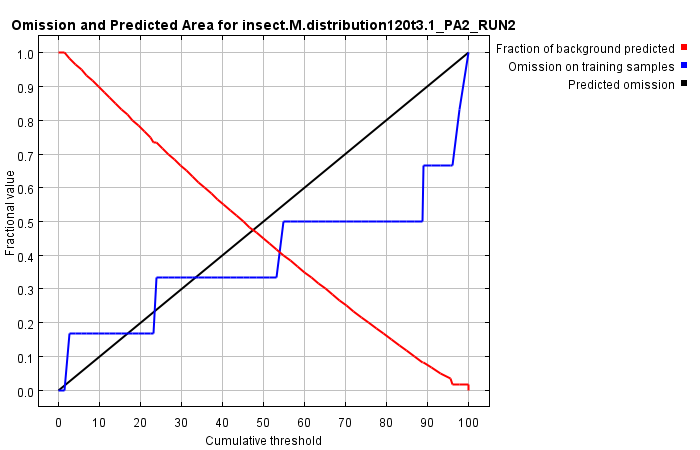 Omission and Predicted Area for insect.M.distribution120t3.1_PA2_RUN2
Fraction of background predicted
Omission on training samples
Predicted omission
Fractional value
1.0
0.9
0.8
0.7
0.6
0.5
0.4
0.3
0.2
0.1
0.0
0 10 20 30 40 50 60 70 80 90 100
Cumulative threshold